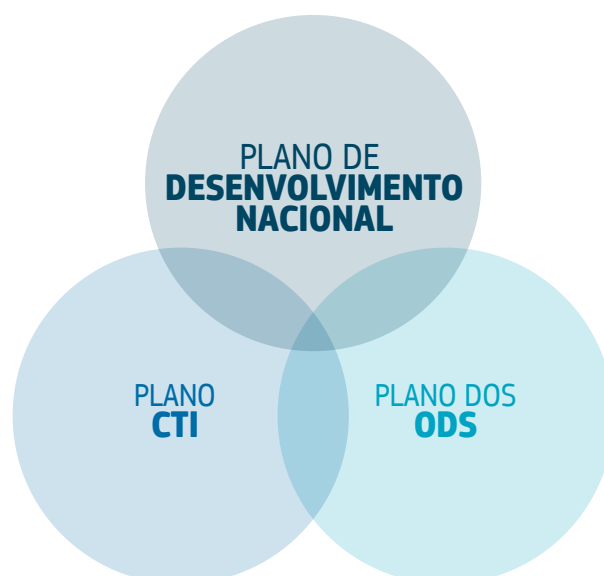 PLANO DE
DESENVOLVIMENTO
NACIONAL
PLANO
CTI
PLANO DOS
ODS